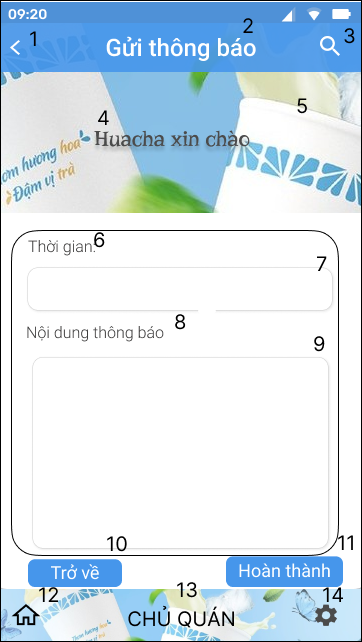 09:20
1 Gửi thông báo 2 3
4 Huacha xin chào 5
Thơm hương hoa
Đậm vị trà
Thời gian: 6
7
Nội dung thông báo 8
9
10 11
Trở về Hoàn thành
12 13 14
CHỦ QUÁN